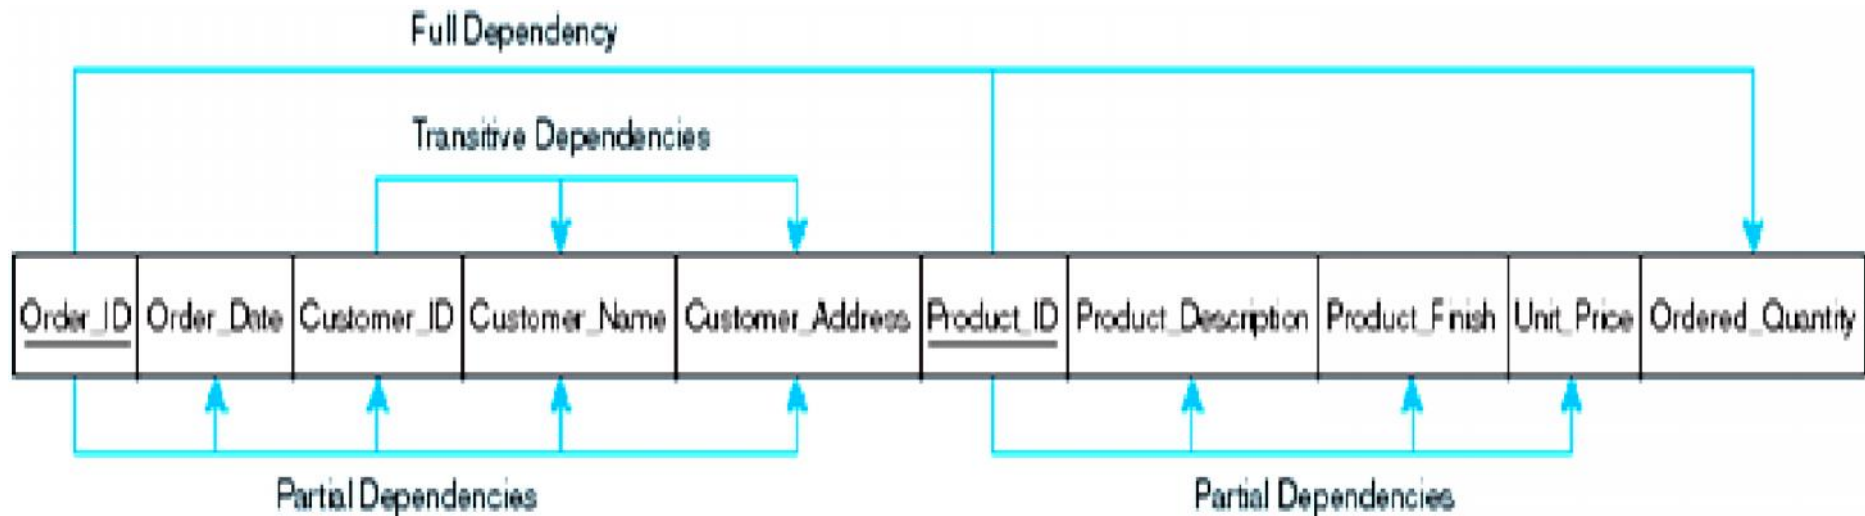 Full Dependency
Transitive Dependencies
Order_ID Order_Date Customer_ID Customer_Name Customer_Address Product_ID Product_Description Product_Finish Unit_Price Ordered_Quantity
Partial Dependencies Partial Dependencies